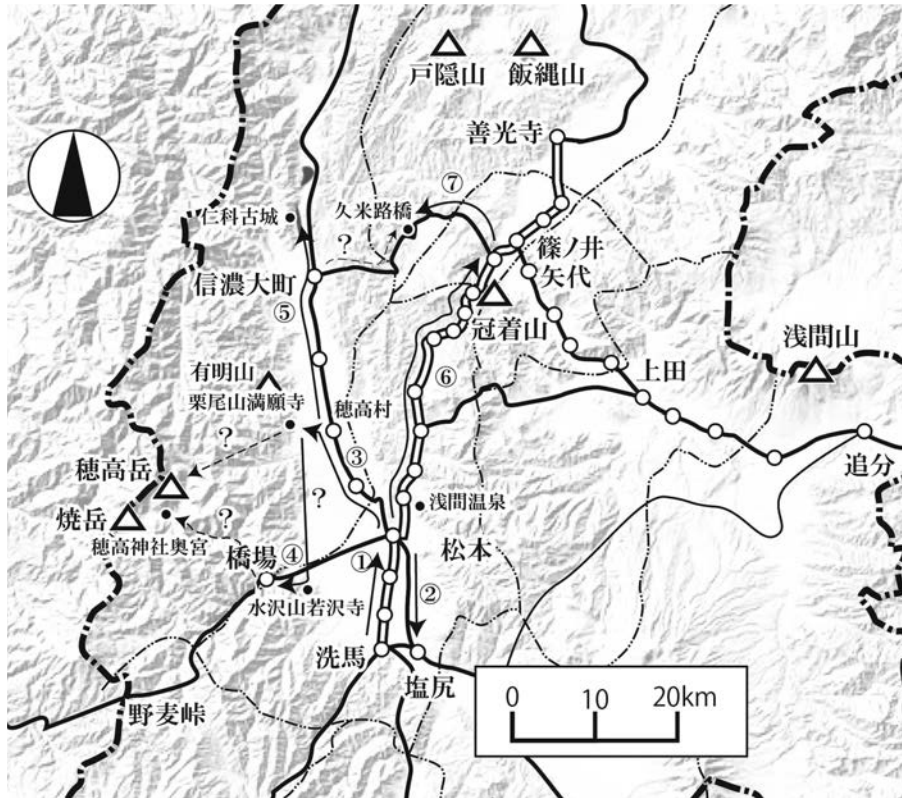 戸隠山
飯縄山
善光寺
⑦
久米路橋
仁科古城
?
篠ノ井
矢代
信濃大町
冠着山
⑤
浅間山
有明山
栗尾山満願寺
⑥
上田
穂高村
?
穂高岳
③
?
追分
焼岳
?
浅間温泉
穂高神社奥宮
松本
橋場
④
①
②
水沢山若沢寺
洗馬
塩尻
野麦峠
0
10
20km